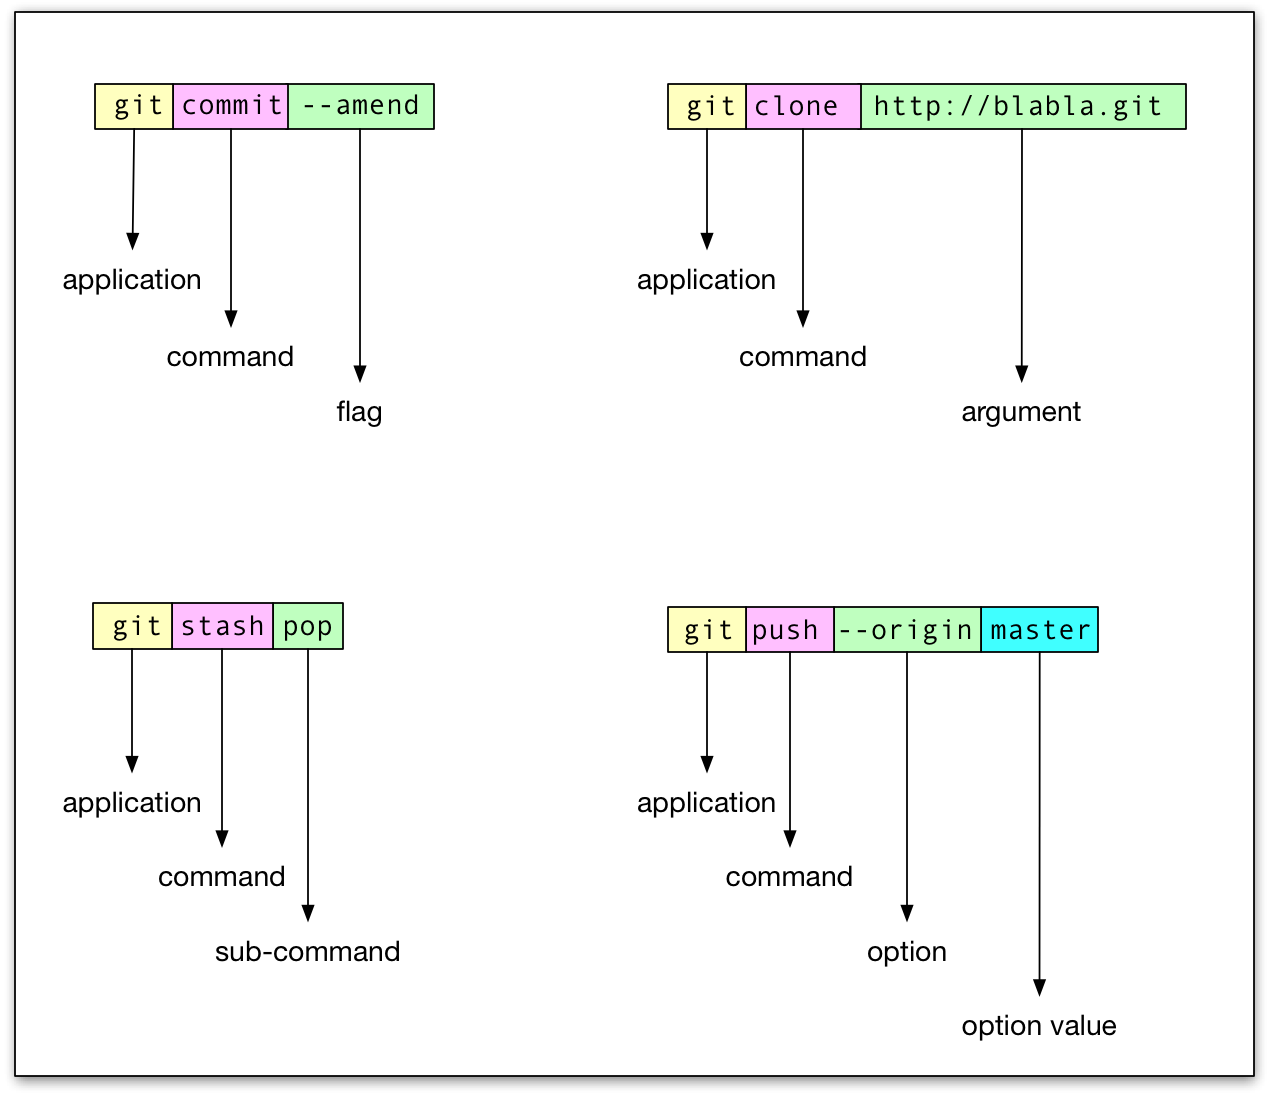 git commit --amend
application
command
flag
git clone http://blabla.git
application
command
argument
git stash pop
application
command
sub-command
git push --origin master
application
command
option
option value